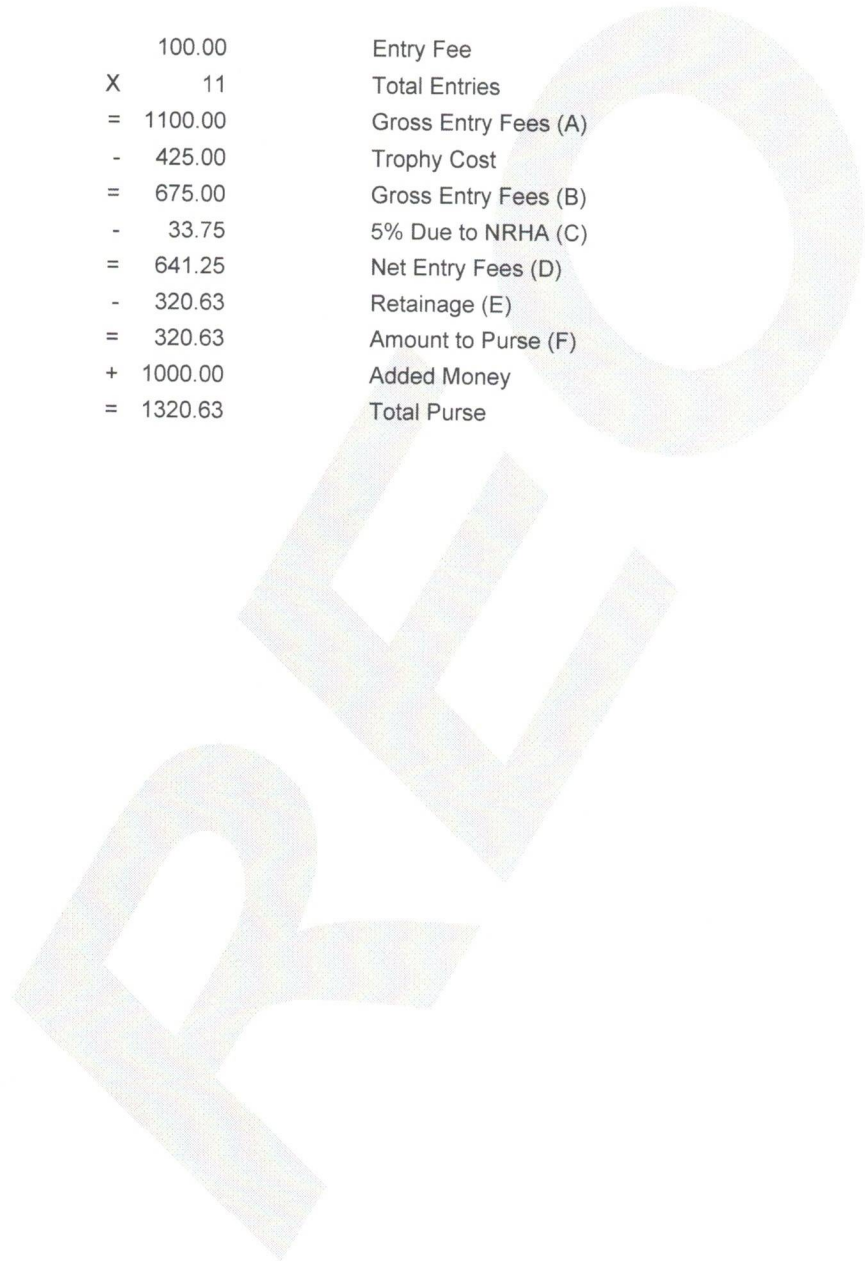 100.00 Entry Fee
X 11 Total Entries
= 1100.00 Gross Entry Fees (A)
- 425.00 Trophy Cost
= 675.00 Gross Entry Fees (B)
- 33.75 5% Due to NRHA (C)
= 641.25 Net Entry Fees (D)
- 320.63 Retainage (E)
= 320.63 Amount to Purse (F)
+ 1000.00 Added Money
= 1320.63 Total Purse
REO